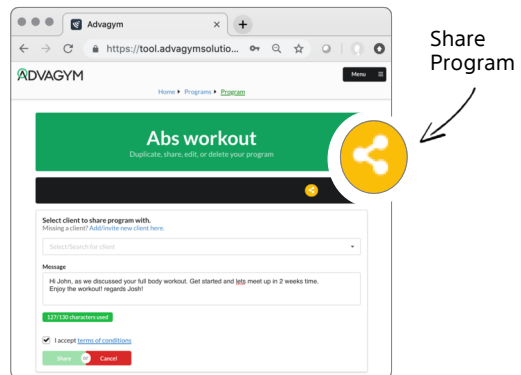 Advagym
https://tool.advagymsolutio...
Share
Program
ADVAGYM
Menu
Home Programs Program
Abs workout
Duplicate, share, edit, or delete your program
Select client to share program with.
Missing a client? Add/invite new client here.
Select/Search for client
Message
Hi John, as we discussed your full body workout. Get started and lets meet up in 2 weeks time.
Enjoy the workout! regards Josh!
127/130 characters used
I accept terms of conditions
Share or Cancel